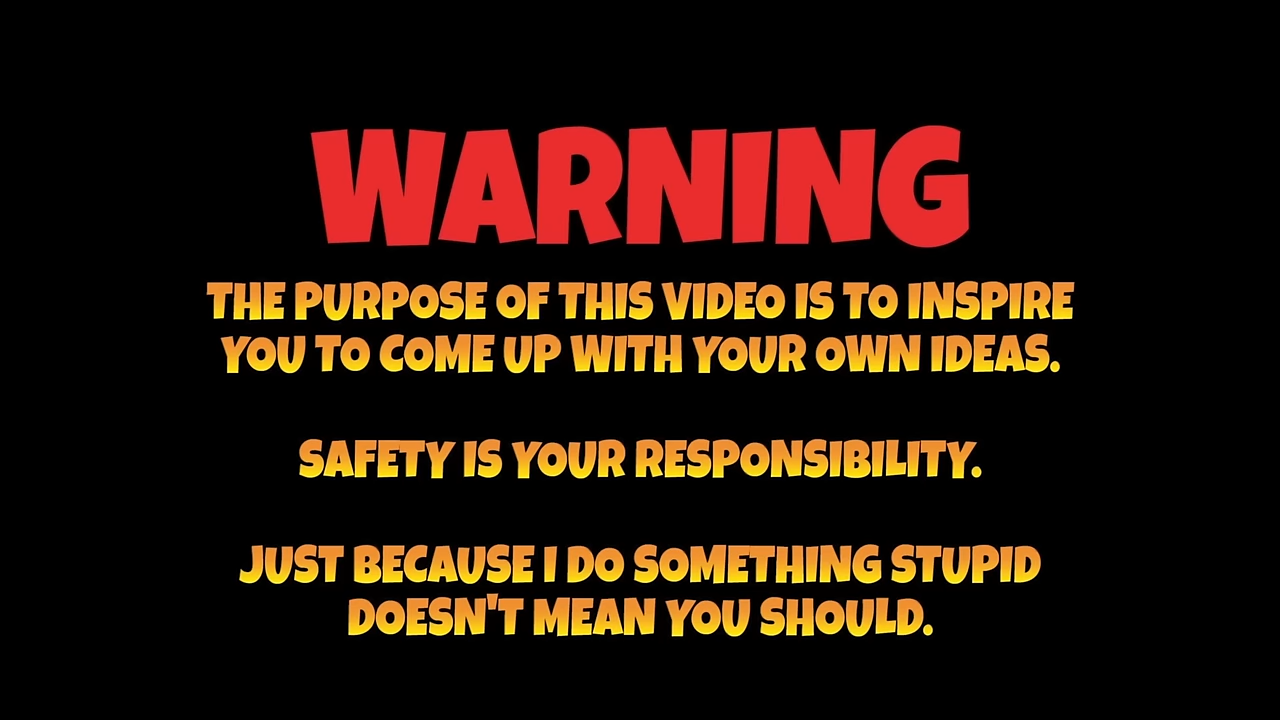 WARNING
THE PURPOSE OF THIS VIDEO IS TO INSPIRE
YOU TO COME UP WITH YOUR OWN IDEAS.
SAFETY IS YOUR RESPONSIBILITY.
JUST BECAUSE I DO SOMETHING STUPID
DOESN'T MEAN YOU SHOULD.